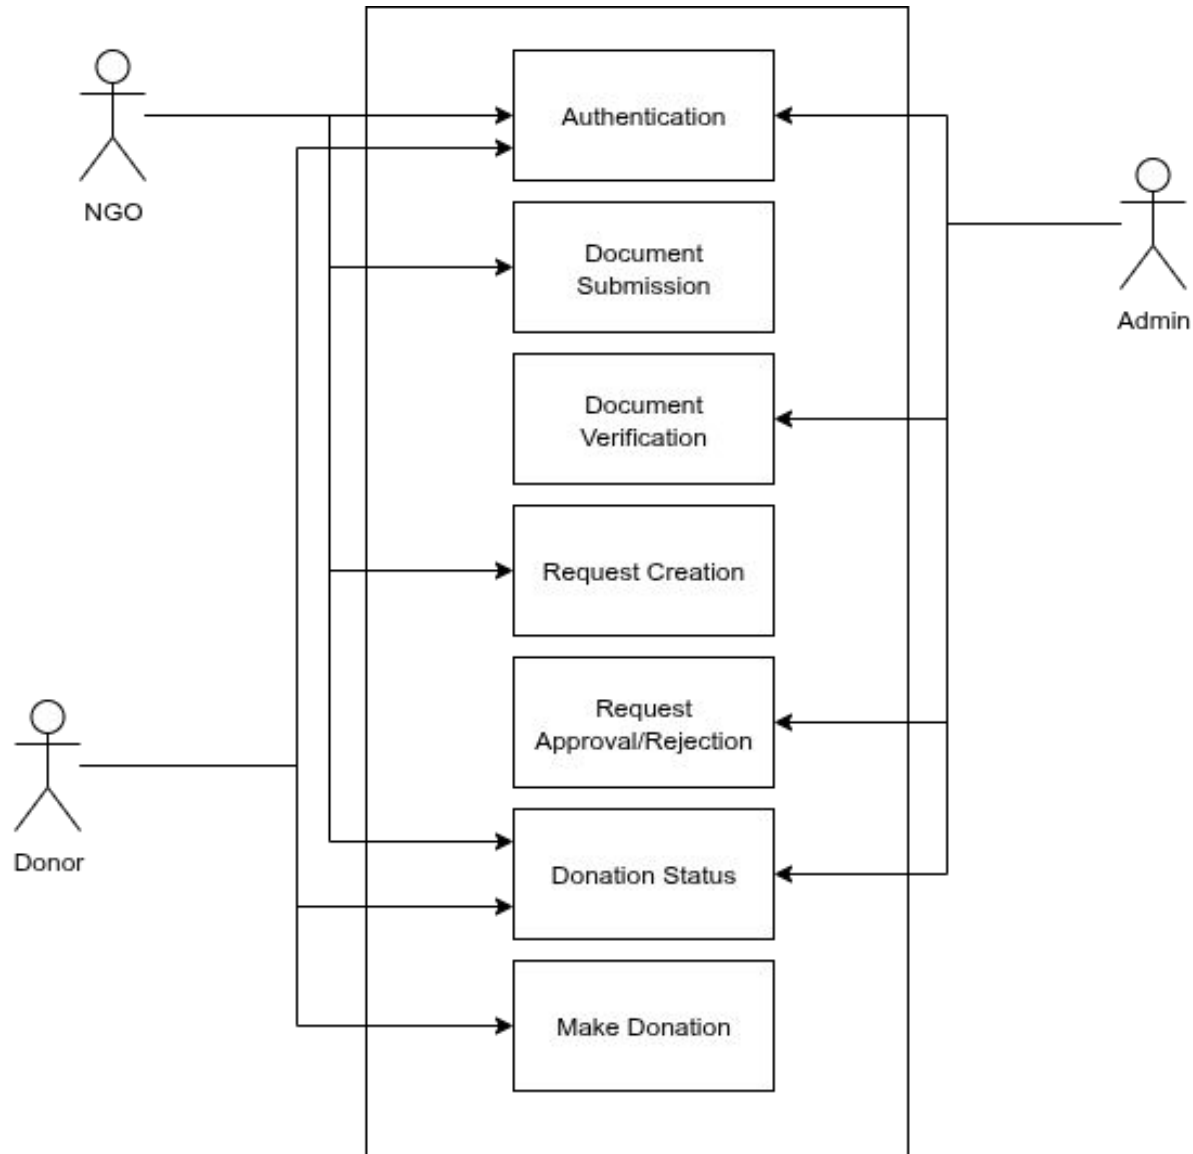 Authentication
NGO
Document
Submission
Admin
Document
Verification
Request Creation
Request
Approval/Rejection
Donor
Donation Status
Make Donation